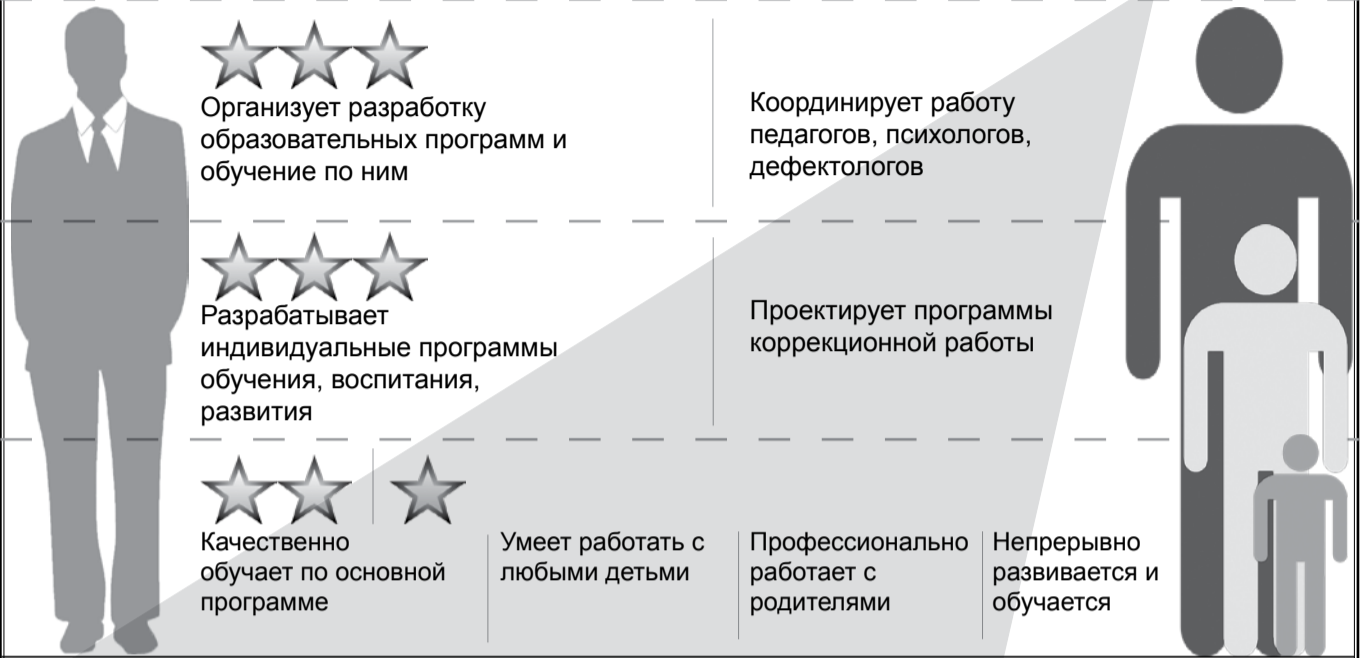 Организует разработку
образовательных программ и
обучение по ним
Координирует работу
педагогов, психологов,
дефектологов
Разрабатывает
индивидуальные программы
обучения, воспитания,
развития
Проектирует программы
коррекционной работы
Качественно
обучает по основной
программе
Умеет работать с
любыми детьми
Профессионально
работает с
родителями
Непрерывно
развивается и
обучается